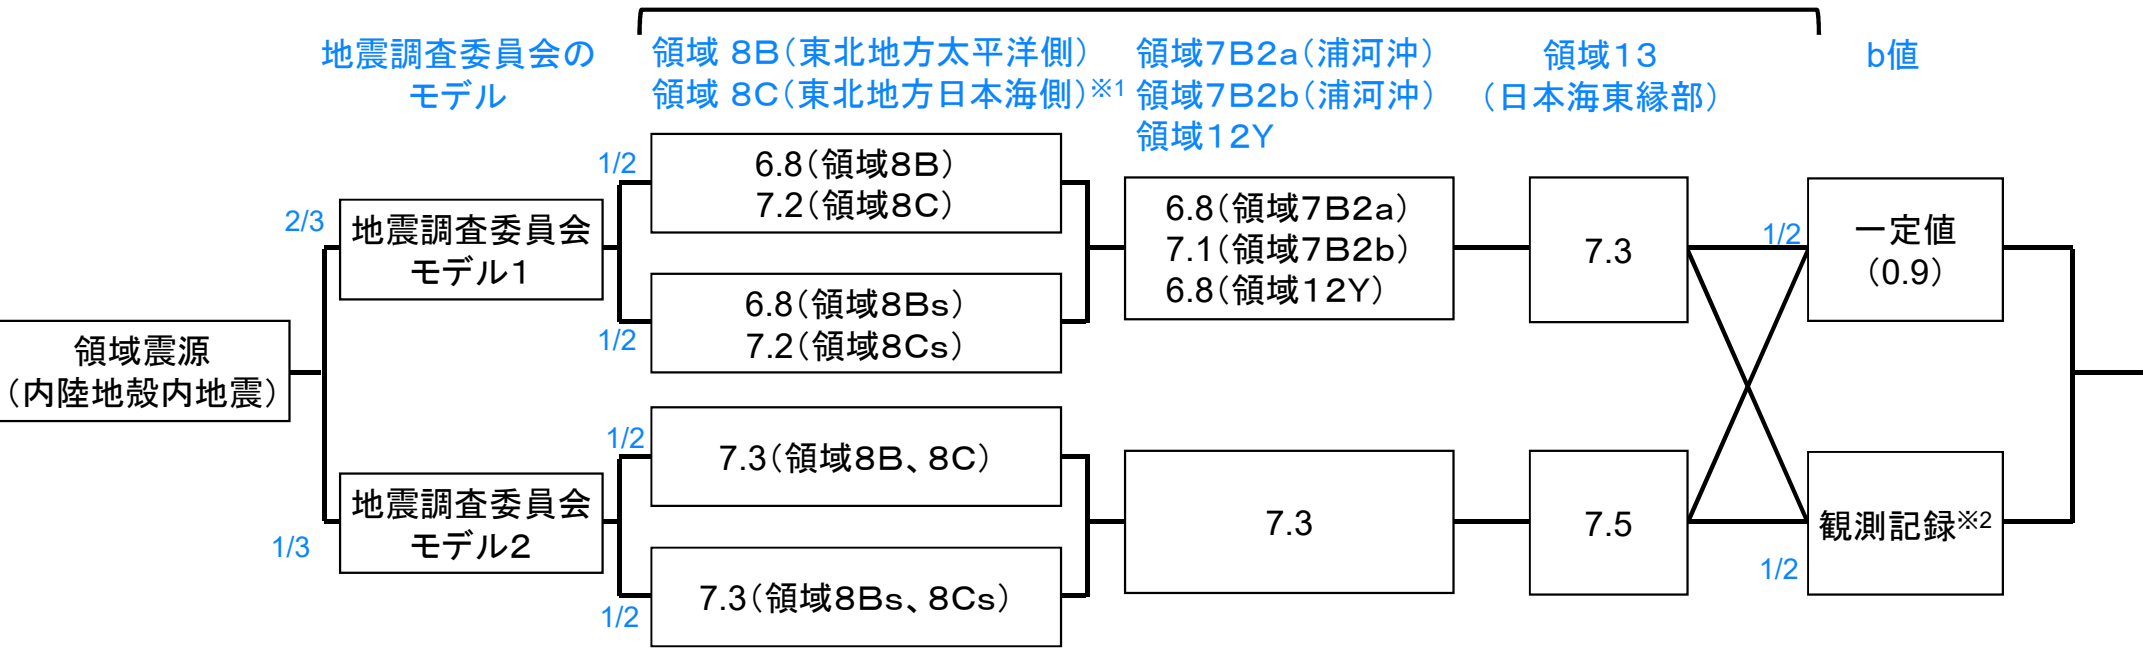 地震調査委員会の
モデル
領域 8B(東北地方太平洋側)
領域 8C(東北地方日本海側)※1
領域7B2a(浦河沖)
領域7B2b(浦河沖)
領域12Y
領域13
(日本海東縁部)
b値
領域震源
(内陸地殻内地震)
2/3
地震調査委員会
モデル1
1/2
6.8(領域8B)
7.2(領域8C)
1/2
6.8(領域8Bs)
7.2(領域8Cs)
6.8(領域7B2a)
7.1(領域7B2b)
6.8(領域12Y)
7.3
1/2
一定値
(0.9)
1/3
地震調査委員会
モデル2
1/2
7.3(領域8B、8C)
1/2
7.3(領域8Bs、8Cs)
7.3
7.5
1/2
観測記録※2